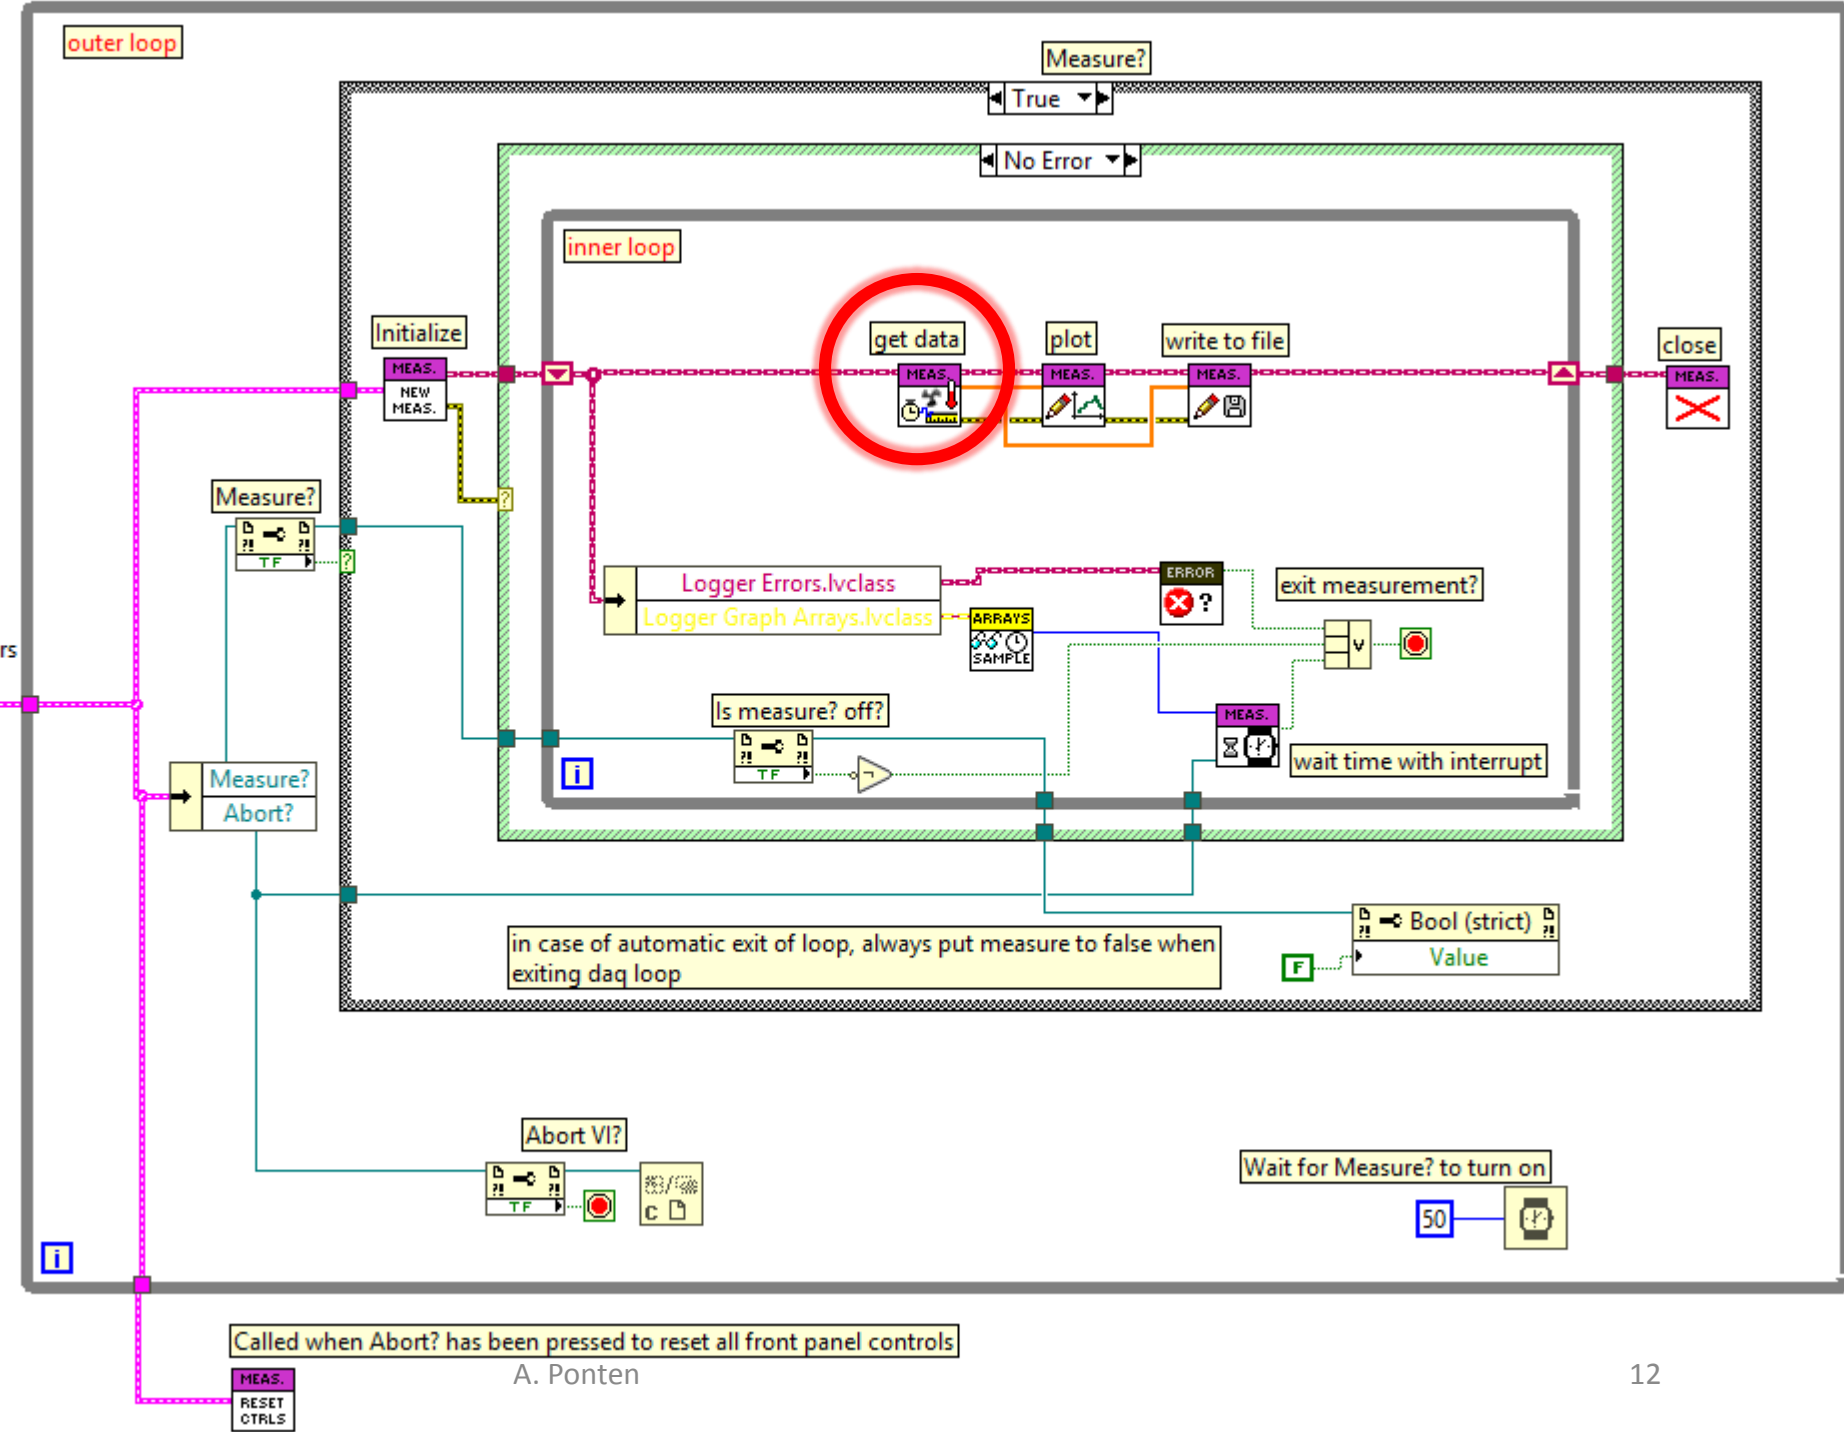 outer loop
Measure?
True
No Error
inner loop
Initialize
get data
plot
write to file
close
MEAS.
NEW
MEAS.
MEAS.
MEAS.
MEAS.
MEAS.
?
Measure?
TF
?
Logger Errors.lvclass
Logger Graph Arrays.lvclass
ERROR
?
ARRAYS
SAMPLE
exit measurement?
V
rs
Is measure? off?
TF
MEAS.
wait time with interrupt
i
Measure?
Abort?
in case of automatic exit of loop, always put measure to false when
exiting daq loop
Bool (strict)
Value
F
Abort VI?
TF
C
Wait for Measure? to turn on
50
i
Called when Abort? has been pressed to reset all front panel controls
MEAS.
RESET
CTRLS
A. Ponten
12